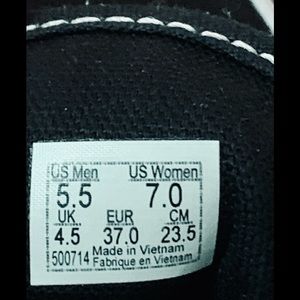 US Men US Women
5.5 7.0
UK EUR CM
4.5 37.0 23.5
500714 Made in Vietnam
Fabrique en Vietnam